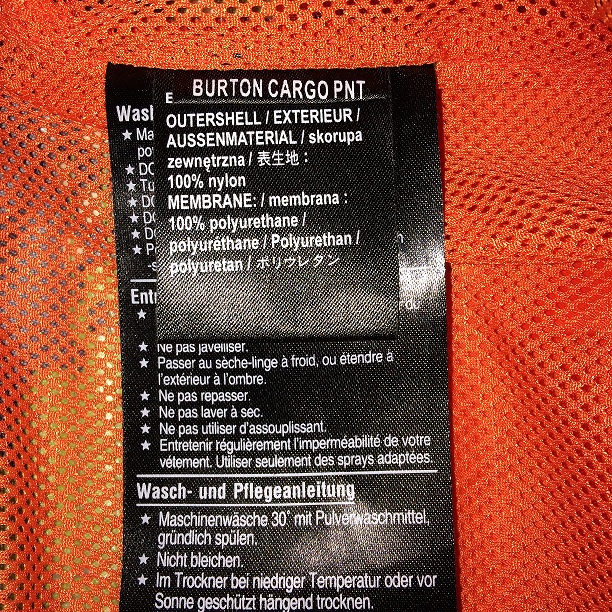 BURTON CARGO PNT
E
OUTERSHELL / EXTERIEUR /
AUSSENMATERIAL / skorupa
zewnętrzna / 表生地 :
100% nylon
MEMBRANE: / membrana :
100% polyurethane /
polyuréthane / Polyurethan /
poliyuretan / ポリウレタン
★ Ne pas javelliser.
★ Passer au sèche-linge à froid, ou étendre à
l'extérieur à l'ombre.
★ Ne pas repasser.
★ Ne pas laver à sec.
★ Ne pas utiliser d'assouplissant.
★ Entretenir régulièrement l'imperméabilité de votre
vétement. Utiliser seulement des sprays adaptées.
Wasch- und Pflegeanleitung
★ Maschinenwäsche 30° mit Pulverwaschmittel,
gründlich spülen.
★ Nicht bleichen.
★ Im Trockner bei niedriger Temperatur oder vor
Sonne geschützt hängend trocknen.